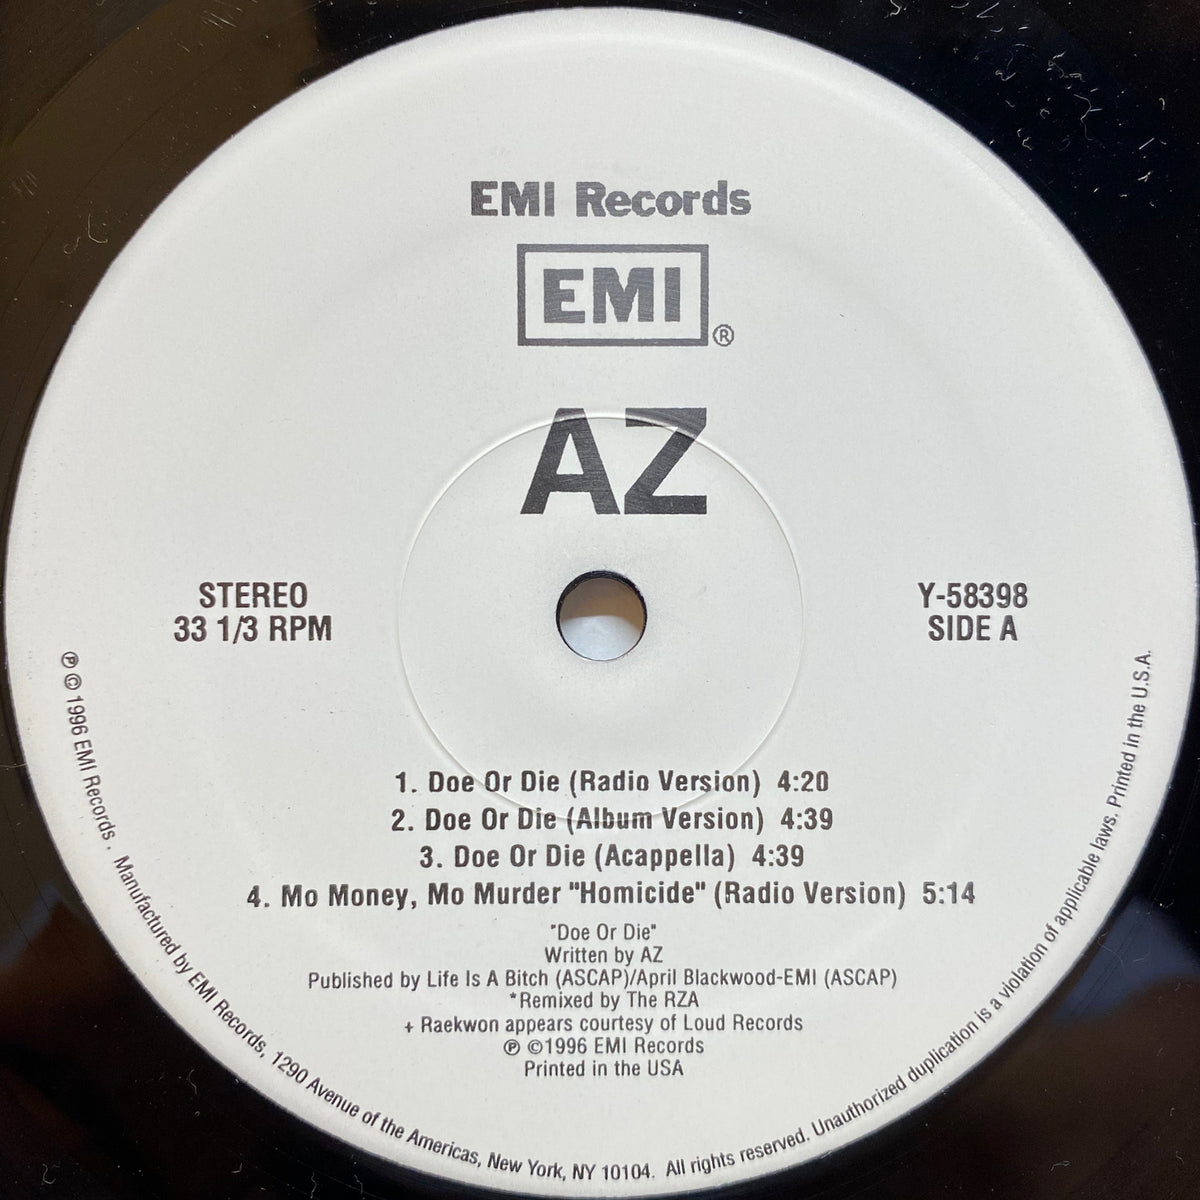 EMI Records
EMI®
AZ
STEREO
33 1/3 RPM
Y-58398
SIDE A
1. Doe Or Die (Radio Version) 4:20
2. Doe Or Die (Album Version) 4:39
3. Doe Or Die (Acappella) 4:39
4. Mo Money, Mo Murder "Homicide" (Radio Version) 5:14
"Doe Or Die"
Written by AZ
Published by Life Is A Bitch (ASCAP)/April Blackwood-EMI (ASCAP)
*Remixed by The RZA
+ Raekwon appears courtesy of Loud Records
℗ ©1996 EMI Records
Printed in the USA
℗ © 1996 EMI Records . Manufactured by EMI Records, 1290 Avenue of the Americas, New York, NY 10104. All rights reserved. Unauthorized duplication is a violation of applicable laws. Printed in the U.S.A.